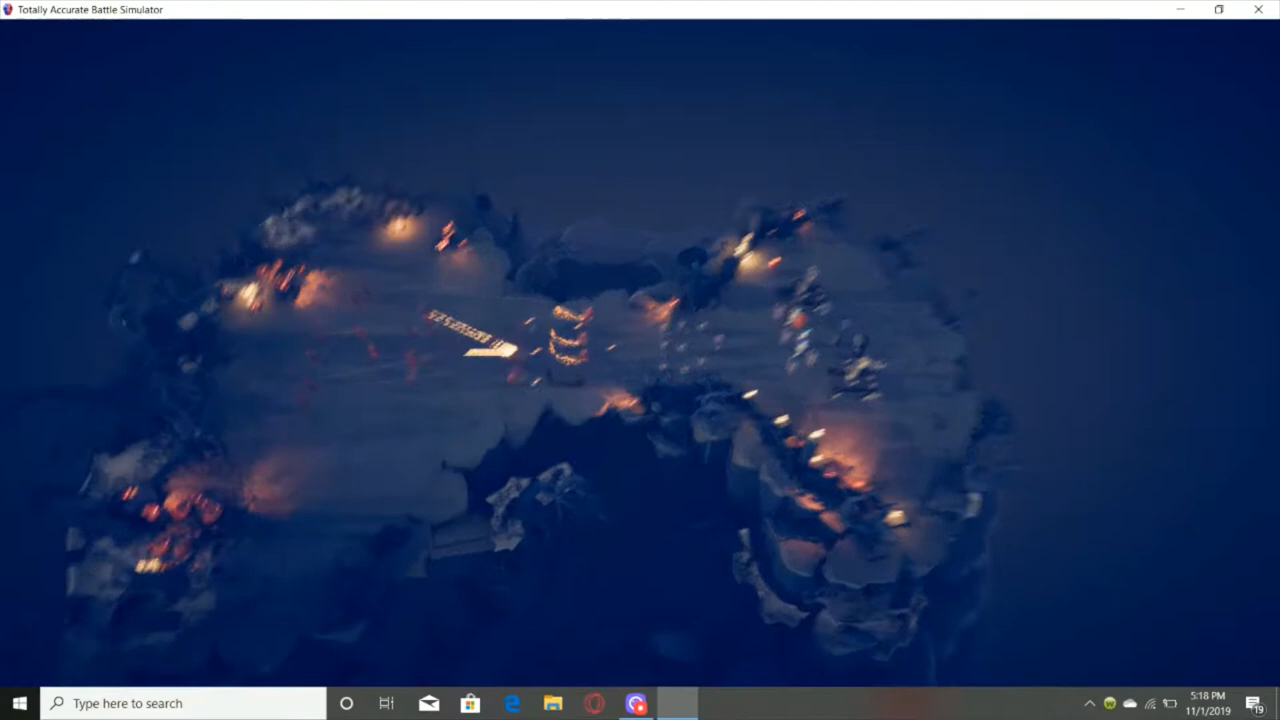 Totally Accurate Battle Simulator
Type here to search
5:18 PM
11/1/2019
19